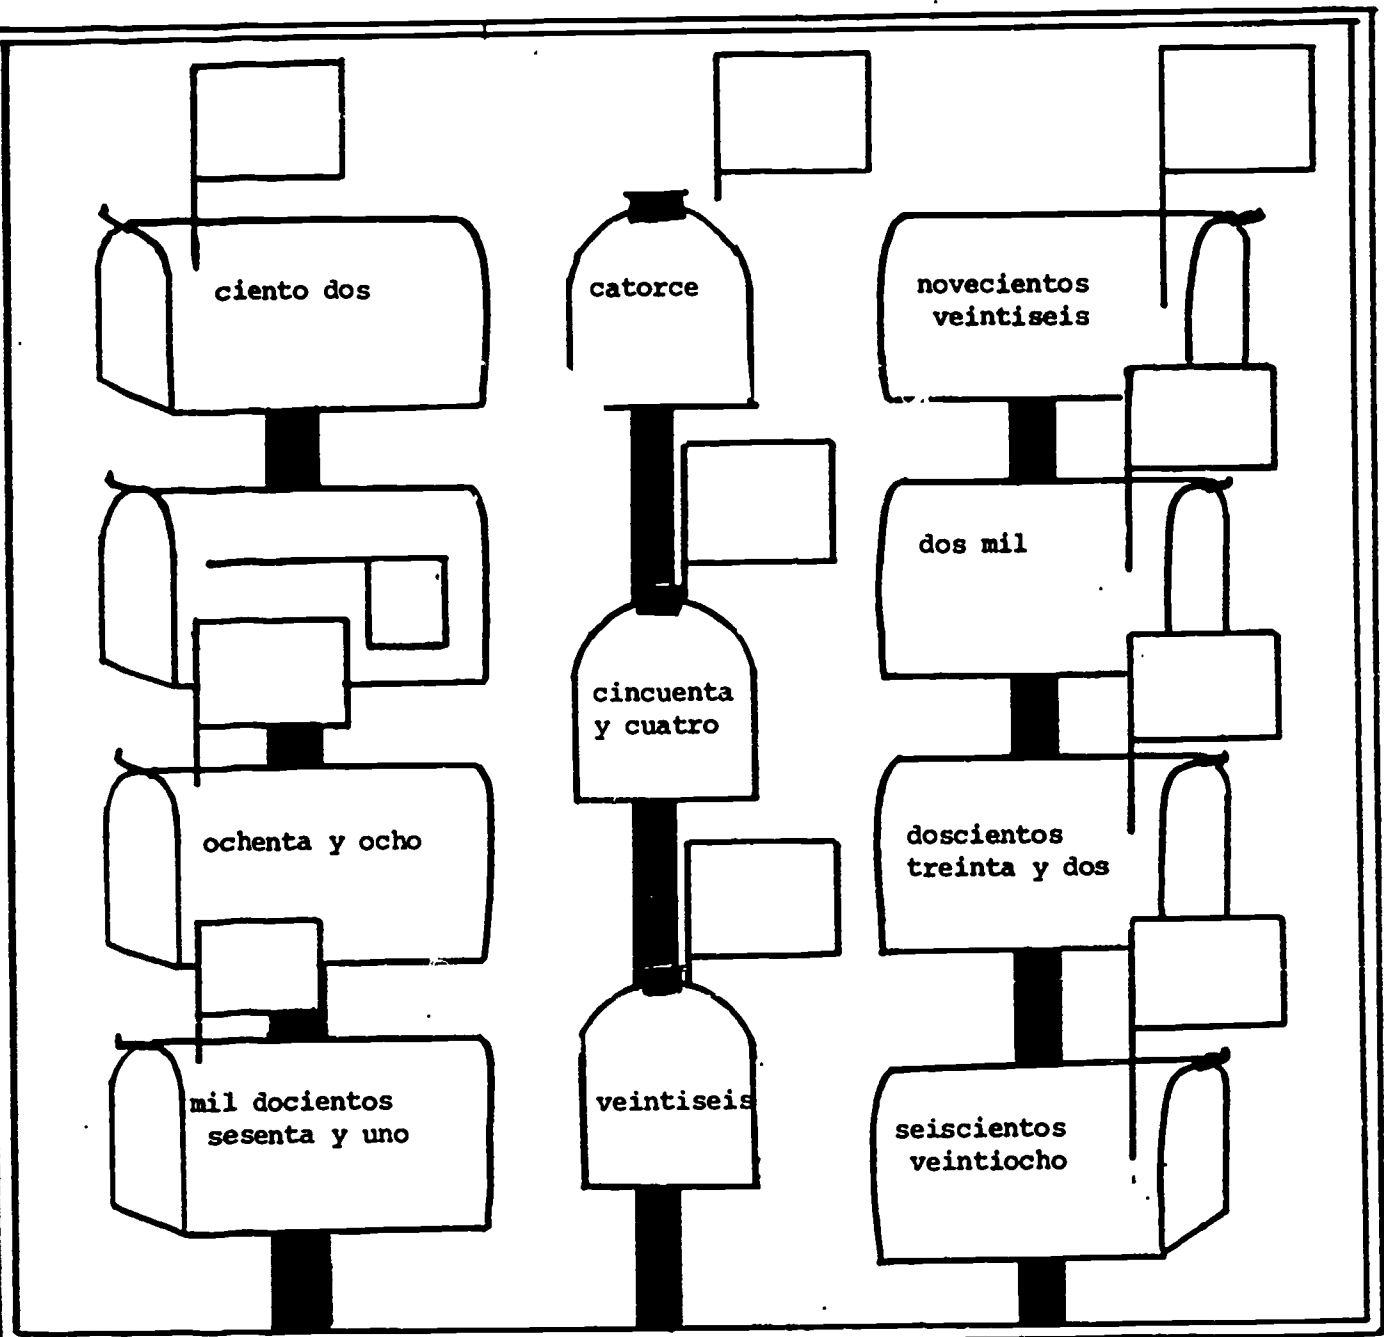 ciento dos
catorce
novecientos
veintiseis
dos mil
cincuenta
y cuatro
ochenta y ocho
doscientos
treinta y dos
mil docientos
sesenta y uno
veintiseis
seiscientos
veintiocho